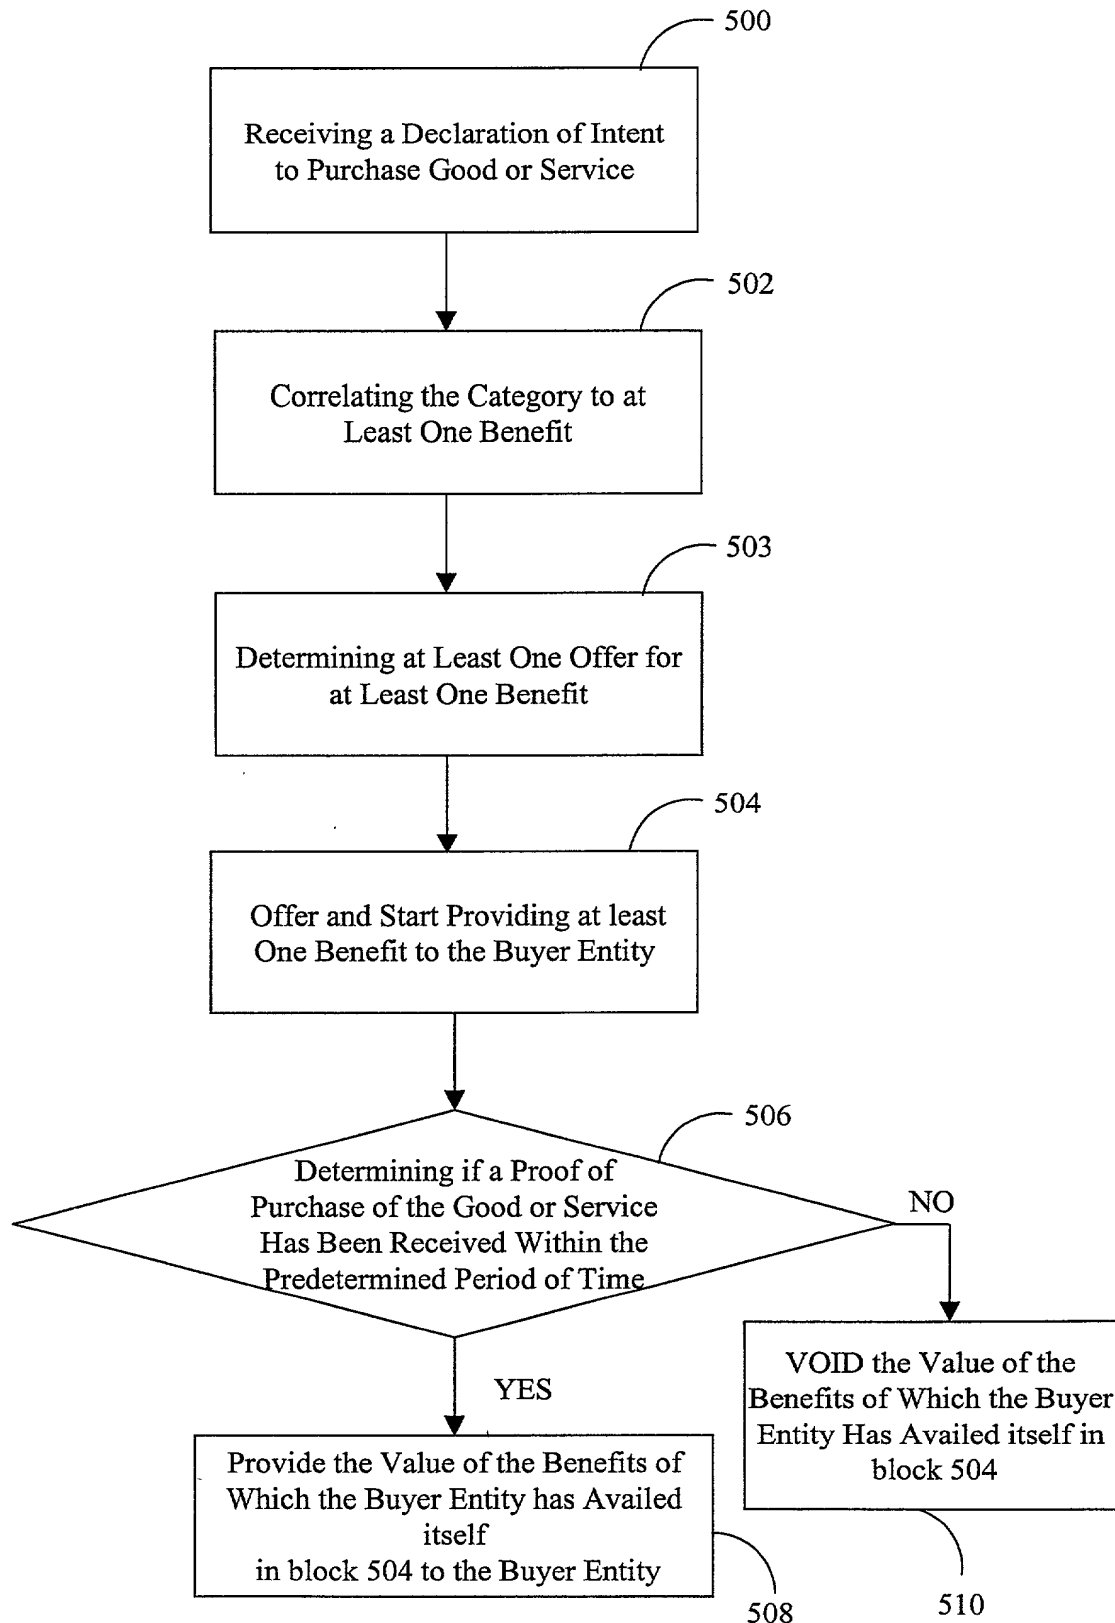 500
Receiving a Declaration of Intent
to Purchase Good or Service
502
Correlating the Category to at
Least One Benefit
503
Determining at Least One Offer for
at Least One Benefit
504
Offer and Start Providing at least
One Benefit to the Buyer Entity
506
Determining if a Proof of
Purchase of the Good or Service
Has Been Received Within the
Predetermined Period of Time
NO
VOID the Value of the
Benefits of Which the Buyer
Entity Has Availed itself in
block 504
510
YES
Provide the Value of the Benefits of
Which the Buyer Entity has Availed
itself
in block 504 to the Buyer Entity
508